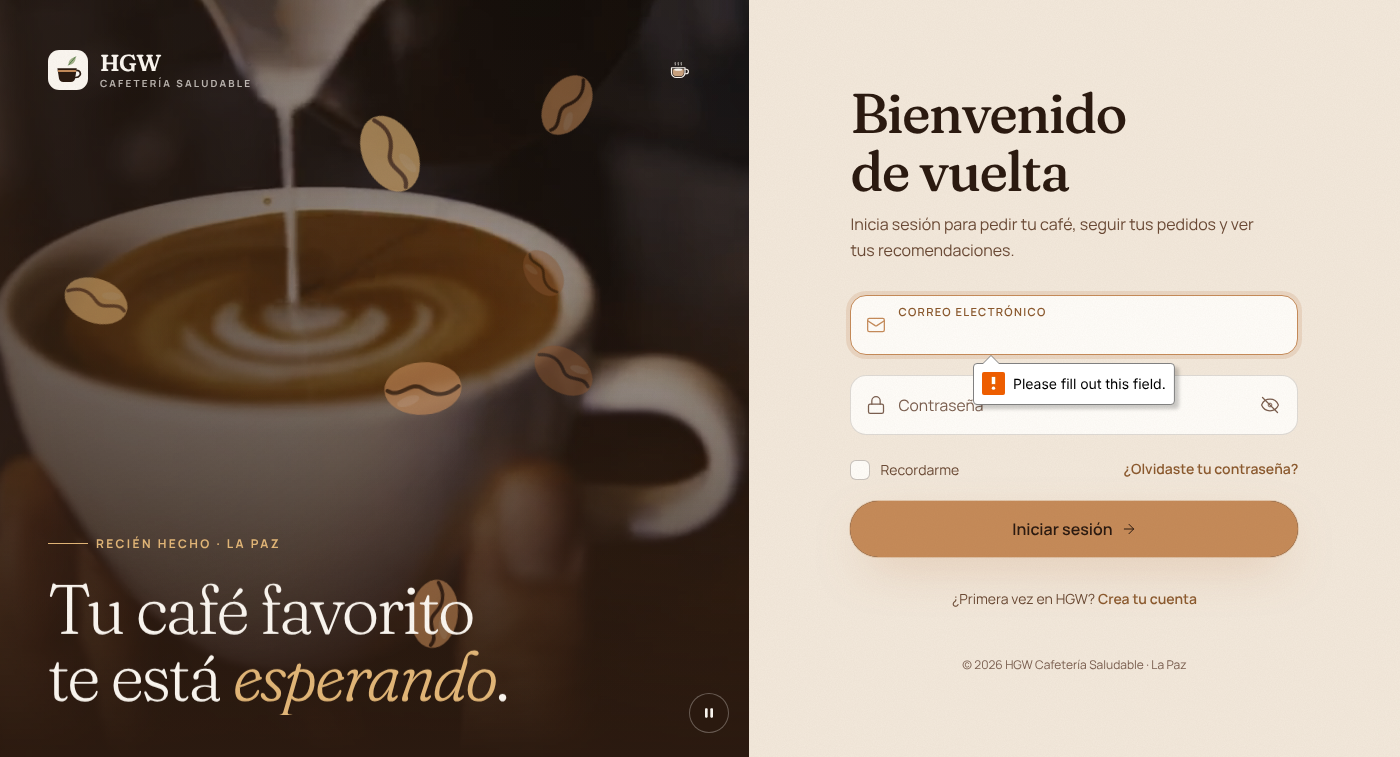 HGW
CAFETERÍA SALUDABLE
RECIÉN HECHO · LA PAZ
Tu café favorito
te está esperando.
Bienvenido
de vuelta
Inicia sesión para pedir tu café, seguir tus pedidos y ver
tus recomendaciones.
CORREO ELECTRÓNICO
Please fill out this field.
Contraseña
Recordarme
¿Olvidaste tu contraseña?
Iniciar sesión →
¿Primera vez en HGW? Crea tu cuenta
© 2026 HGW Cafetería Saludable · La Paz